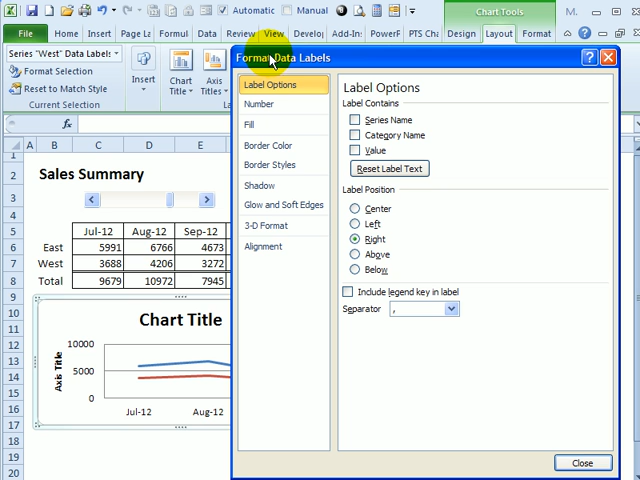 Automatic Manual
Chart Tools
M.
File Home Insert Page La Formul Data Review View Develo Add-Ins PowerP PTS Cha Design Layout Format
Series "West" Data Labels
Format Selection
Reset to Match Style
Current Selection
Insert
Chart Title
Axis Titles
Format Data Labels
Label Options
Number
Fill
Border Color
Border Styles
Shadow
Glow and Soft Edges
3-D Format
Alignment
Label Options
Label Contains
Series Name
Category Name
Value
Reset Label Text
Label Position
Center
Left
Right
Above
Below
Include legend key in label
Separator ,
Close
fx
A B C D E
1
2 Sales Summary
3
5 Jul-12 Aug-12 Sep-12
6 East 5991 6766 4673
7 West 3688 4206 3272
8 Total 9679 10972 7945
9
10
11
12
13
14
15
16
17
18
19
20
Chart Title
Axis Title
10000
5000
0
Jul-12 Aug-12